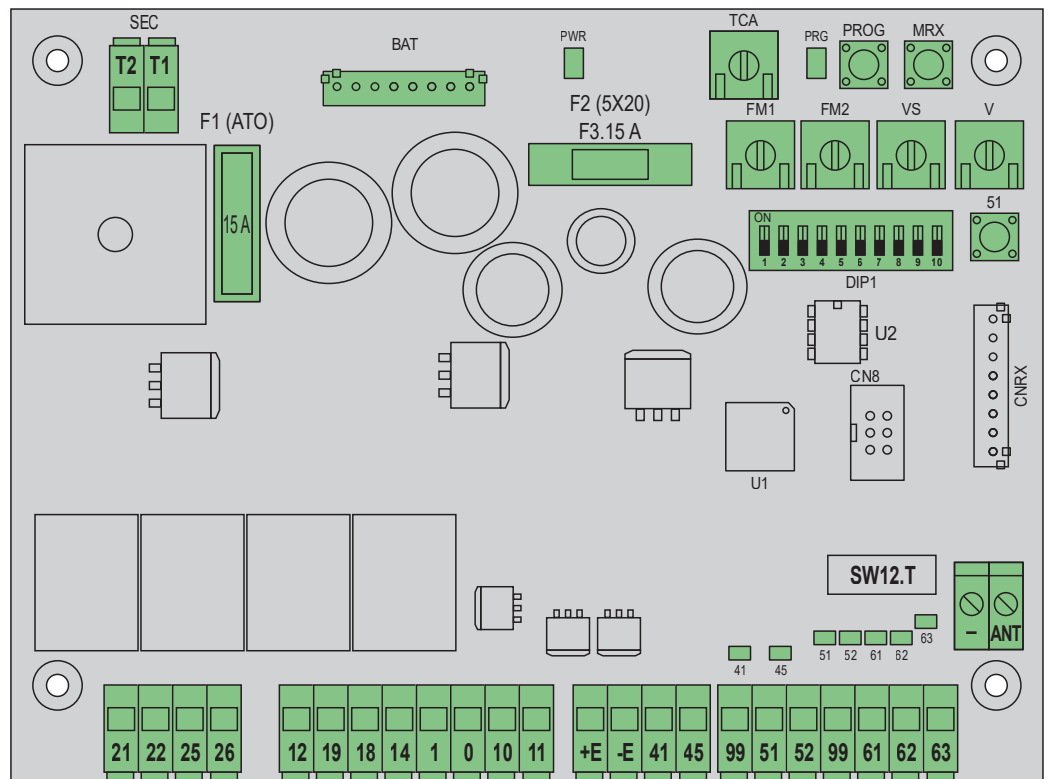 SEC
T2 T1
BAT
PWR
TCA
PRG
PROG
MRX
F1 (ATO)
15 A
F2 (5X20)
F3.15 A
FM1
FM2
VS
V
ON
1 2 3 4 5 6 7 8 9 10
DIP1
51
U2
CN8
CNRX
U1
SW12.T
– ANT
63
51 52 61 62
41 45
21 22 25 26
12 19 18 14 1 0 10 11
+E -E 41 45
99 51 52 99 61 62 63